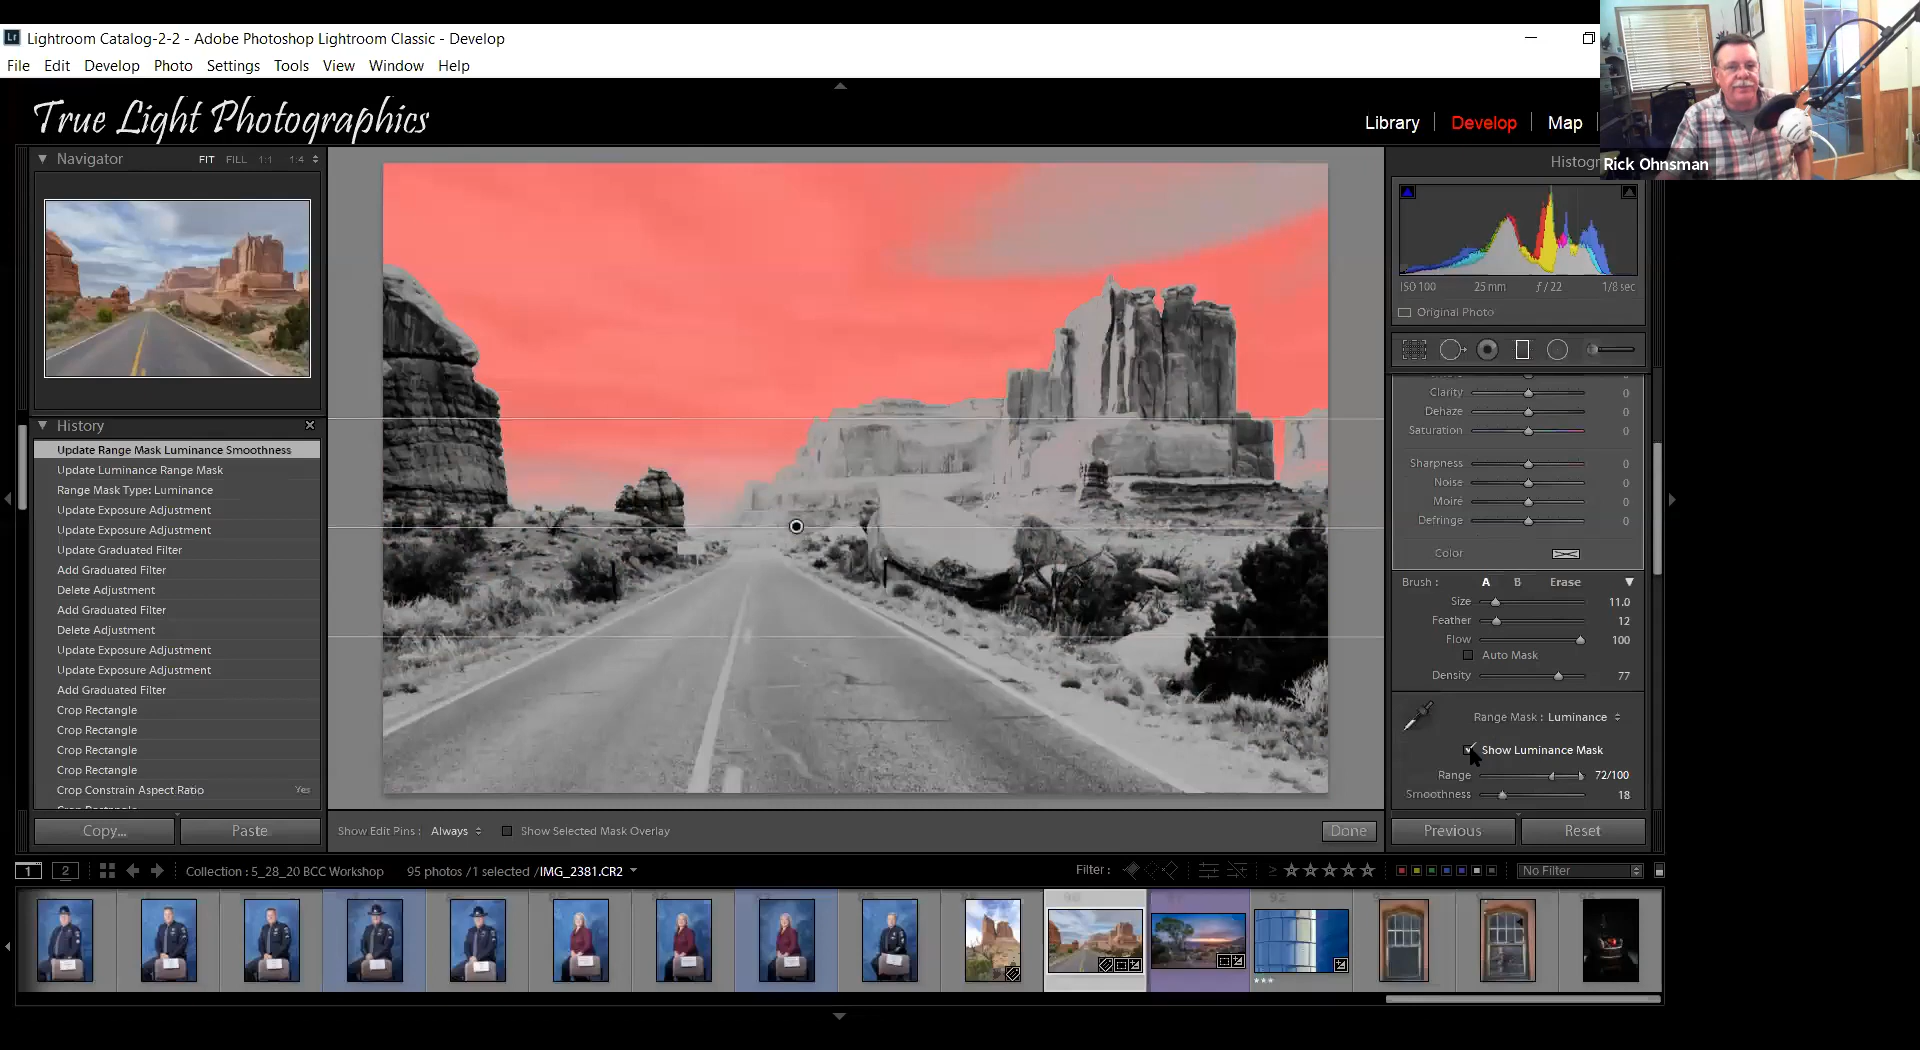 Lr Lightroom Catalog-2-2 - Adobe Photoshop Lightroom Classic - Develop
File Edit Develop Photo Settings Tools View Window Help
True Light Photographics
Library Develop Map
Rick Ohnsman
Navigator FIT FILL 1:1 1:4
ISO 100 25 mm f / 22 1/8 sec
Original Photo
Clarity 0
Dehaze 0
Saturation 0
Sharpness 0
Noise 0
Moiré 0
Defringe 0
Color
Brush : A B Erase
Size 11.0
Feather 12
Flow 100
Auto Mask
Density 77
Range Mask : Luminance
Show Luminance Mask
Range 72/100
Smoothness 18
Previous Reset
History
Update Range Mask Luminance Smoothness
Update Luminance Range Mask
Range Mask Type: Luminance
Update Exposure Adjustment
Update Exposure Adjustment
Update Graduated Filter
Add Graduated Filter
Delete Adjustment
Add Graduated Filter
Delete Adjustment
Update Exposure Adjustment
Update Exposure Adjustment
Add Graduated Filter
Crop Rectangle
Crop Rectangle
Crop Rectangle
Crop Rectangle
Crop Constrain Aspect Ratio Yes
Copy... Paste
Show Edit Pins : Always Show Selected Mask Overlay Done
1 2 Collection : 5_28_20 BCC Workshop 95 photos /1 selected /IMG_2381.CR2 Filter : No Filter